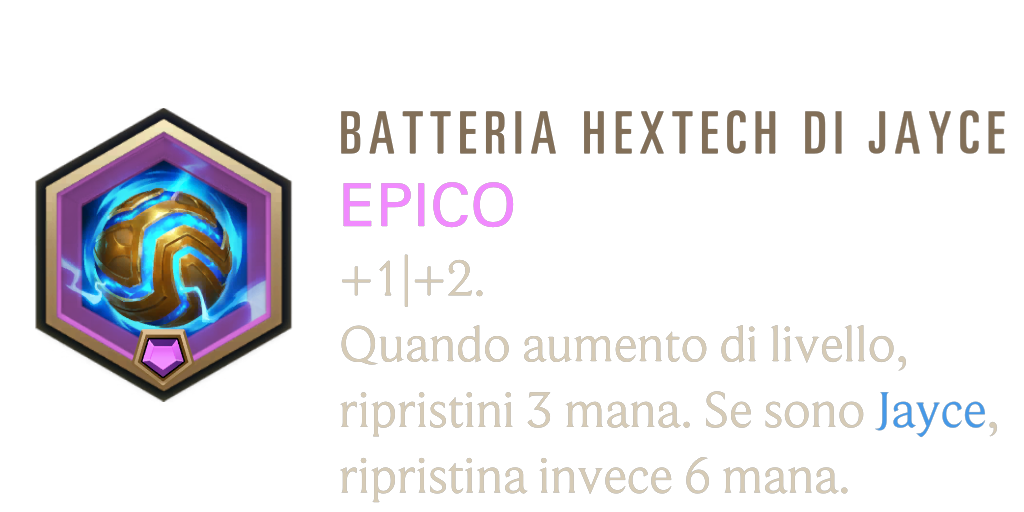 BATTERIA HEXTECH DI JAYCE
EPICO
+1|+2.
Quando aumento di livello,
ripristini 3 mana. Se sono Jayce,
ripristina invece 6 mana.